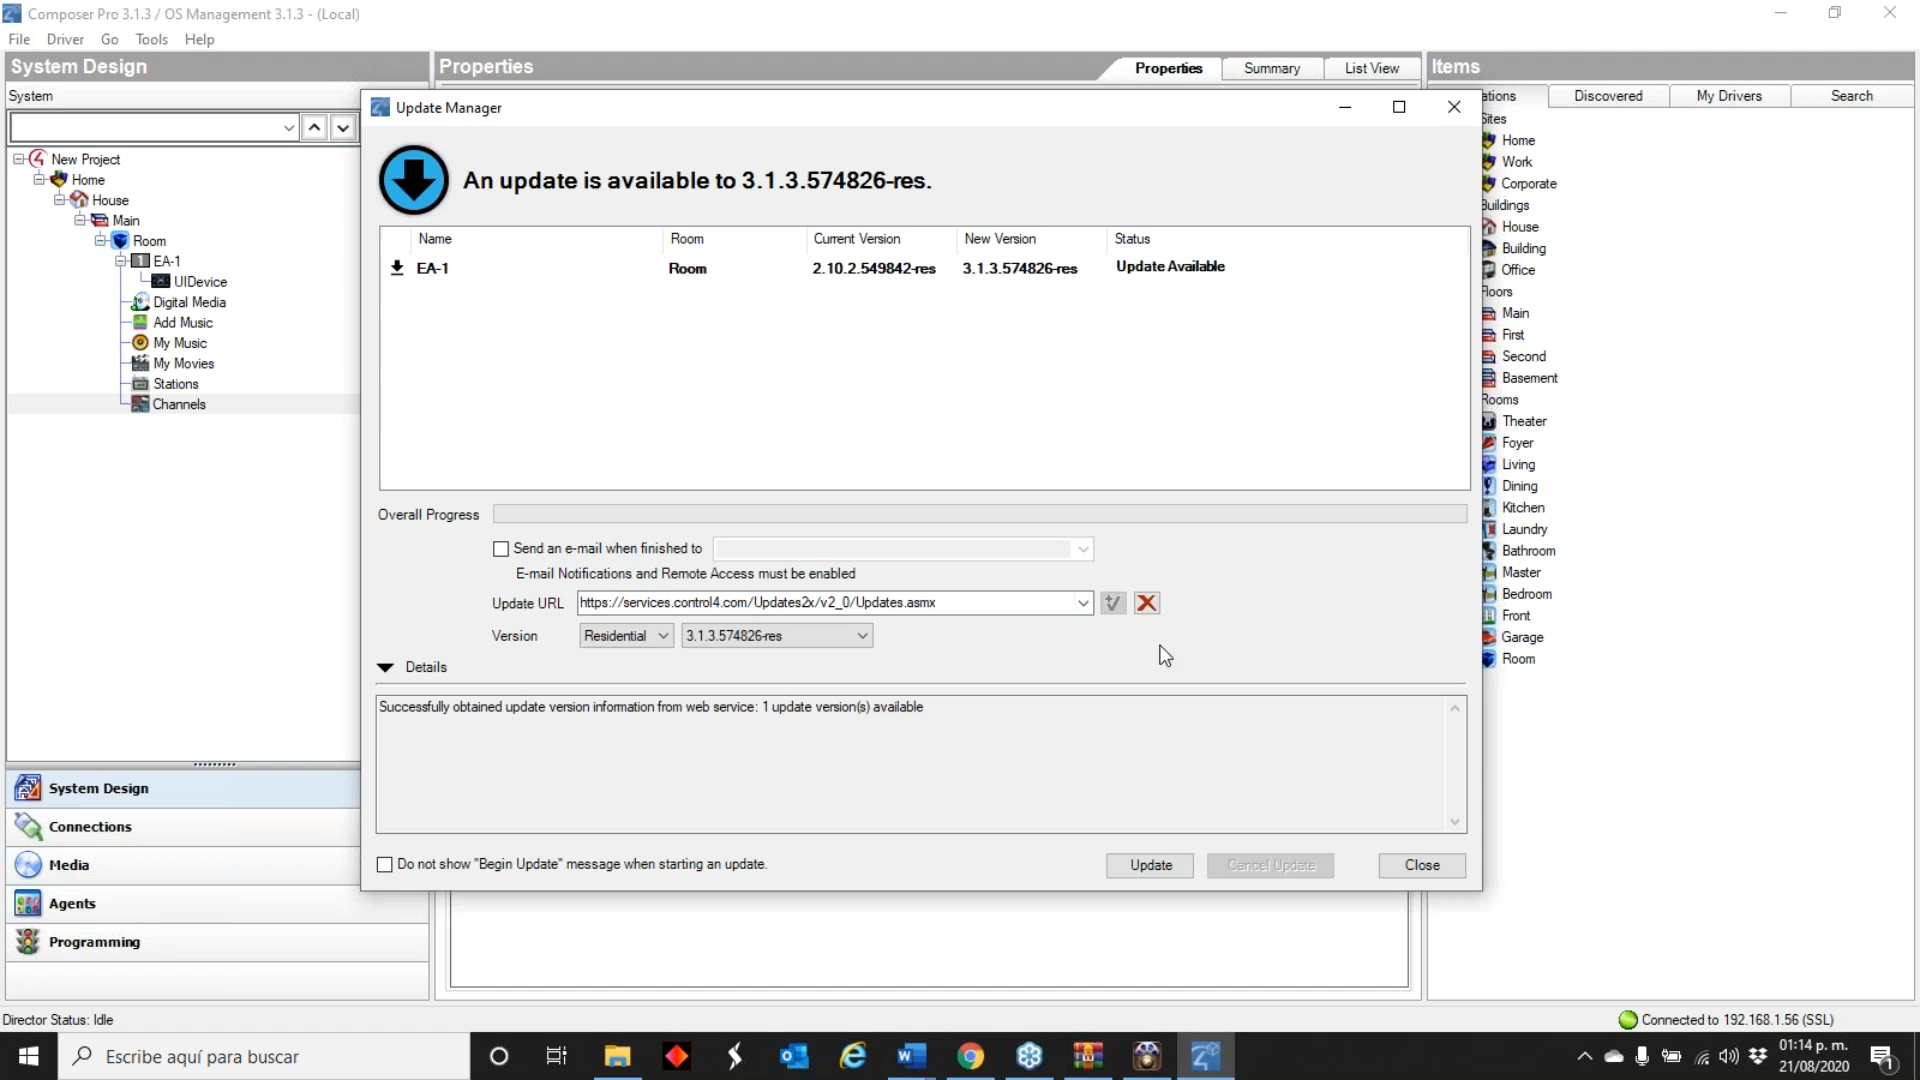 Composer Pro 3.1.3 / OS Management 3.1.3 - (Local)
File Driver Go Tools Help
System Design
Properties
Properties
Summary
List View
Items
System
ations
Discovered
My Drivers
Search
New Project
Home
House
Main
Room
1 EA-1
UIDevice
Digital Media
Add Music
My Music
My Movies
Stations
Channels
System Design
Connections
Media
Agents
Programming
Update Manager
An update is available to 3.1.3.574826-res.
Name Room Current Version New Version Status
EA-1 Room 2.10.2.549842-res 3.1.3.574826-res Update Available
Overall Progress
Send an e-mail when finished to
E-mail Notifications and Remote Access must be enabled
Update URL https://services.control4.com/Updates2x/v2_0/Updates.asmx
Version Residential 3.1.3.574826-res
Details
Successfully obtained update version information from web service: 1 update version(s) available
Do not show "Begin Update" message when starting an update.
Update
Cancel Update
Close
Sites
Home
Work
Corporate
Buildings
House
Building
Office
Floors
Main
First
Second
Basement
Rooms
Theater
Foyer
Living
Dining
Kitchen
Laundry
Bathroom
Master
Bedroom
Front
Garage
Room
Director Status: Idle
Connected to 192.168.1.56 (SSL)
Escribe aquí para buscar
01:14 p. m.
21/08/2020
1